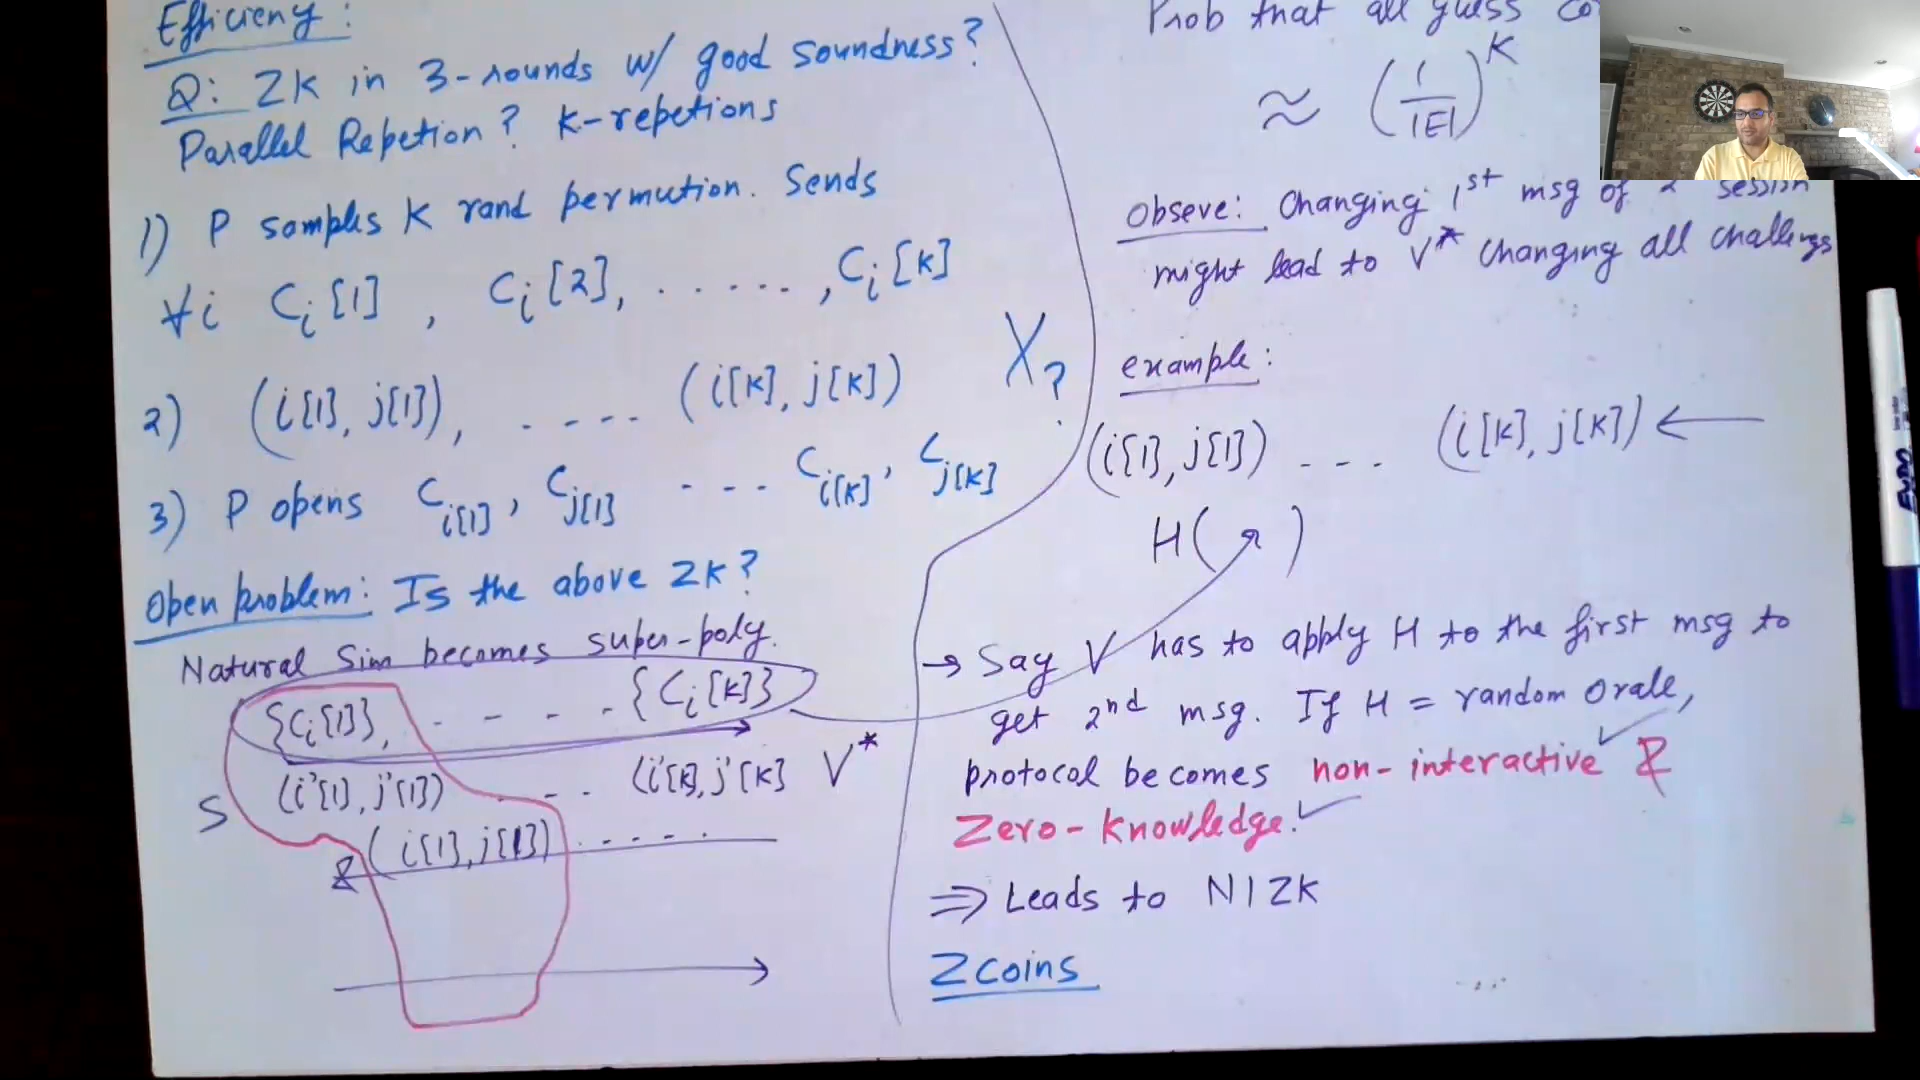 Efficieny:
Q: ZK in 3-rounds w/ good soundness?
Parallel Repetion? K-repetions
1) P samples K rand permution. Sends
∀i Ci[1], Ci[2], ......, Ci[k]
2) (i[1], j[1]), ..... (i[k], j[k])
3) P opens Ci[1], Cj[1] --- Ci[k], Cj[k]
X?
Open problem: Is the above ZK?
Natural Sim becomes super-poly.
{Ci[1]}, - - - - {Ci[k]}
(i'[1], j'[1]) - - . (i'[k], j'[k] V*
S
(i[1], j[1]) . . . - .
Prob that all guess
≈ (1/|E|)^K
Obseve: Changing 1st msg of a session
might lead to V* changing all challengs
example:
(i[1], j[1]) --- (i[k], j[k]) ←
H( )
→ Say V has to apply H to the first msg to
get 2nd msg. If H = random orale,
protocol becomes non-interactive &
Zero-knowledge.
⇒ Leads to NIZK
Zcoins
EXPO